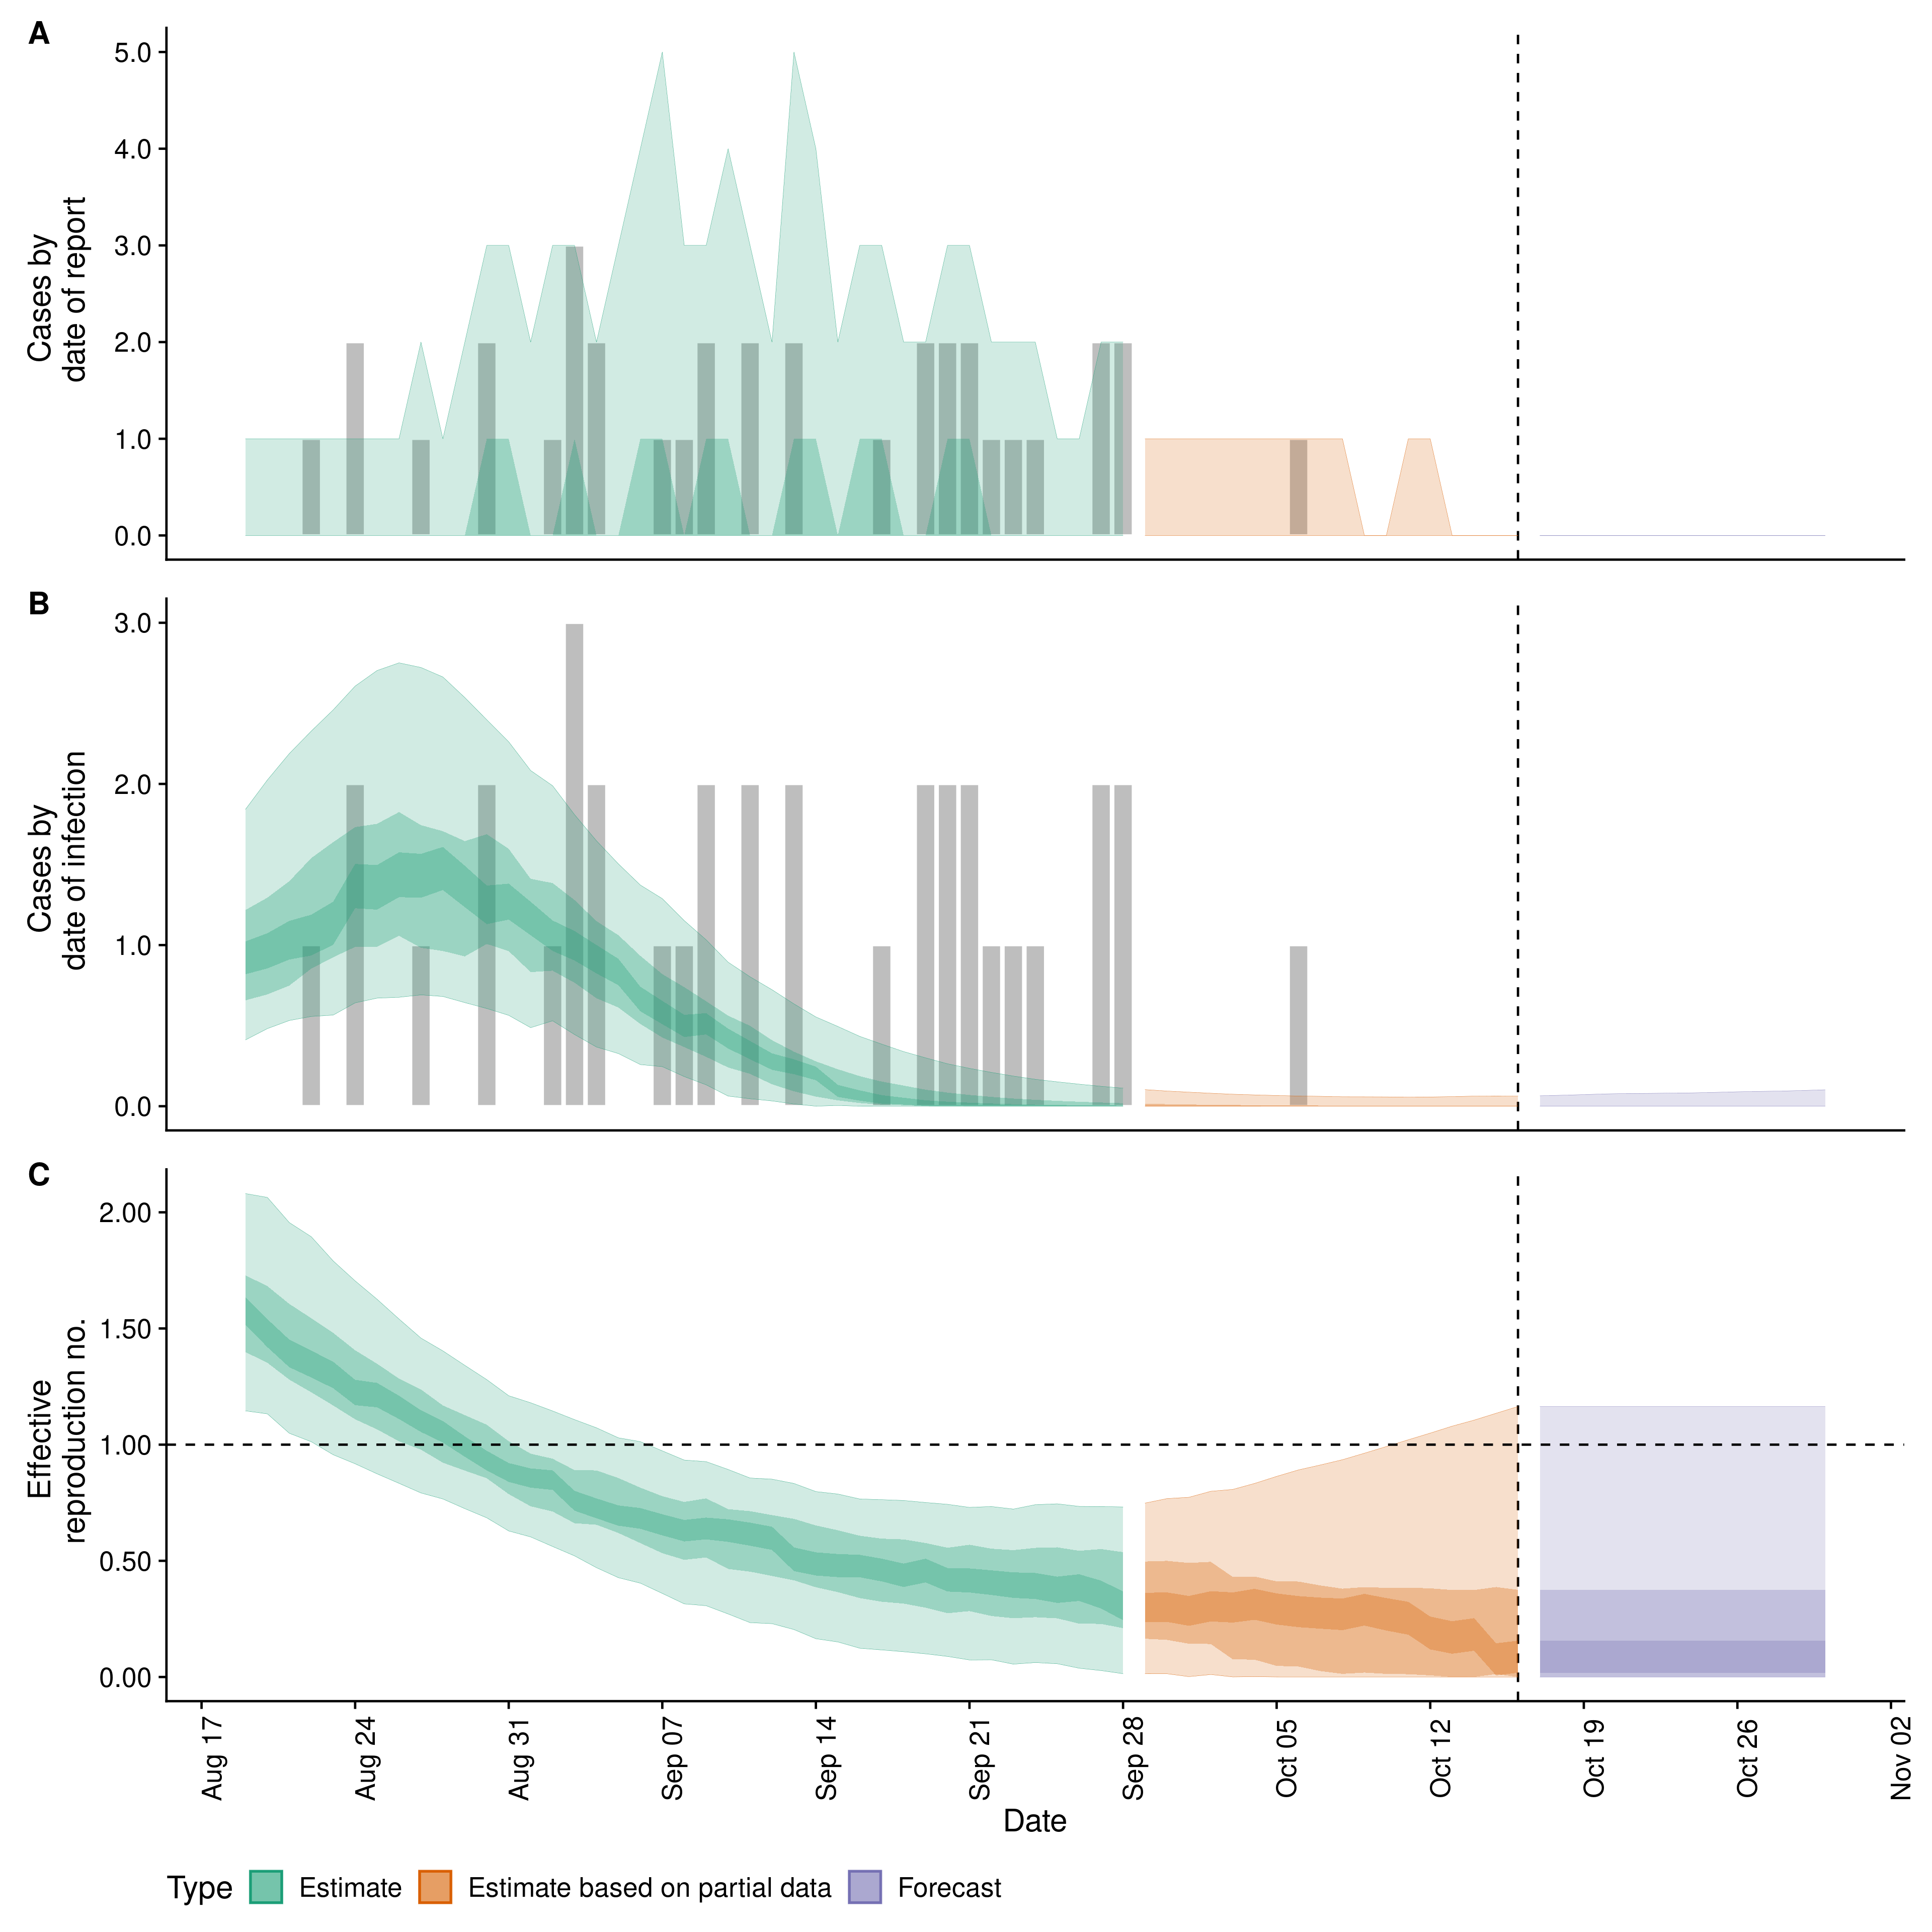 A
Cases by
date of report
5.0
4.0
3.0
2.0
1.0
0.0
B
Cases by
date of infection
3.0
2.0
1.0
0.0
C
Effective
reproduction no.
2.00
1.50
1.00
0.50
0.00
Aug 17
Aug 24
Aug 31
Sep 07
Sep 14
Sep 21
Sep 28
Oct 05
Oct 12
Oct 19
Oct 26
Nov 02
Date
Type Estimate Estimate based on partial data Forecast